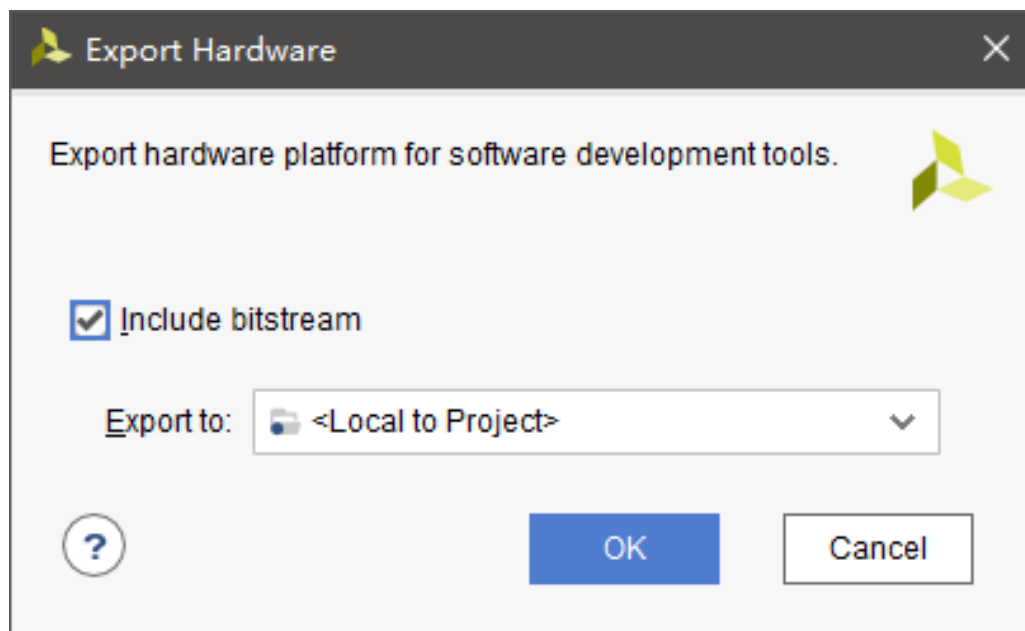 Export Hardware
Export hardware platform for software development tools.
Include bitstream
Export to: <Local to Project>
? OK Cancel